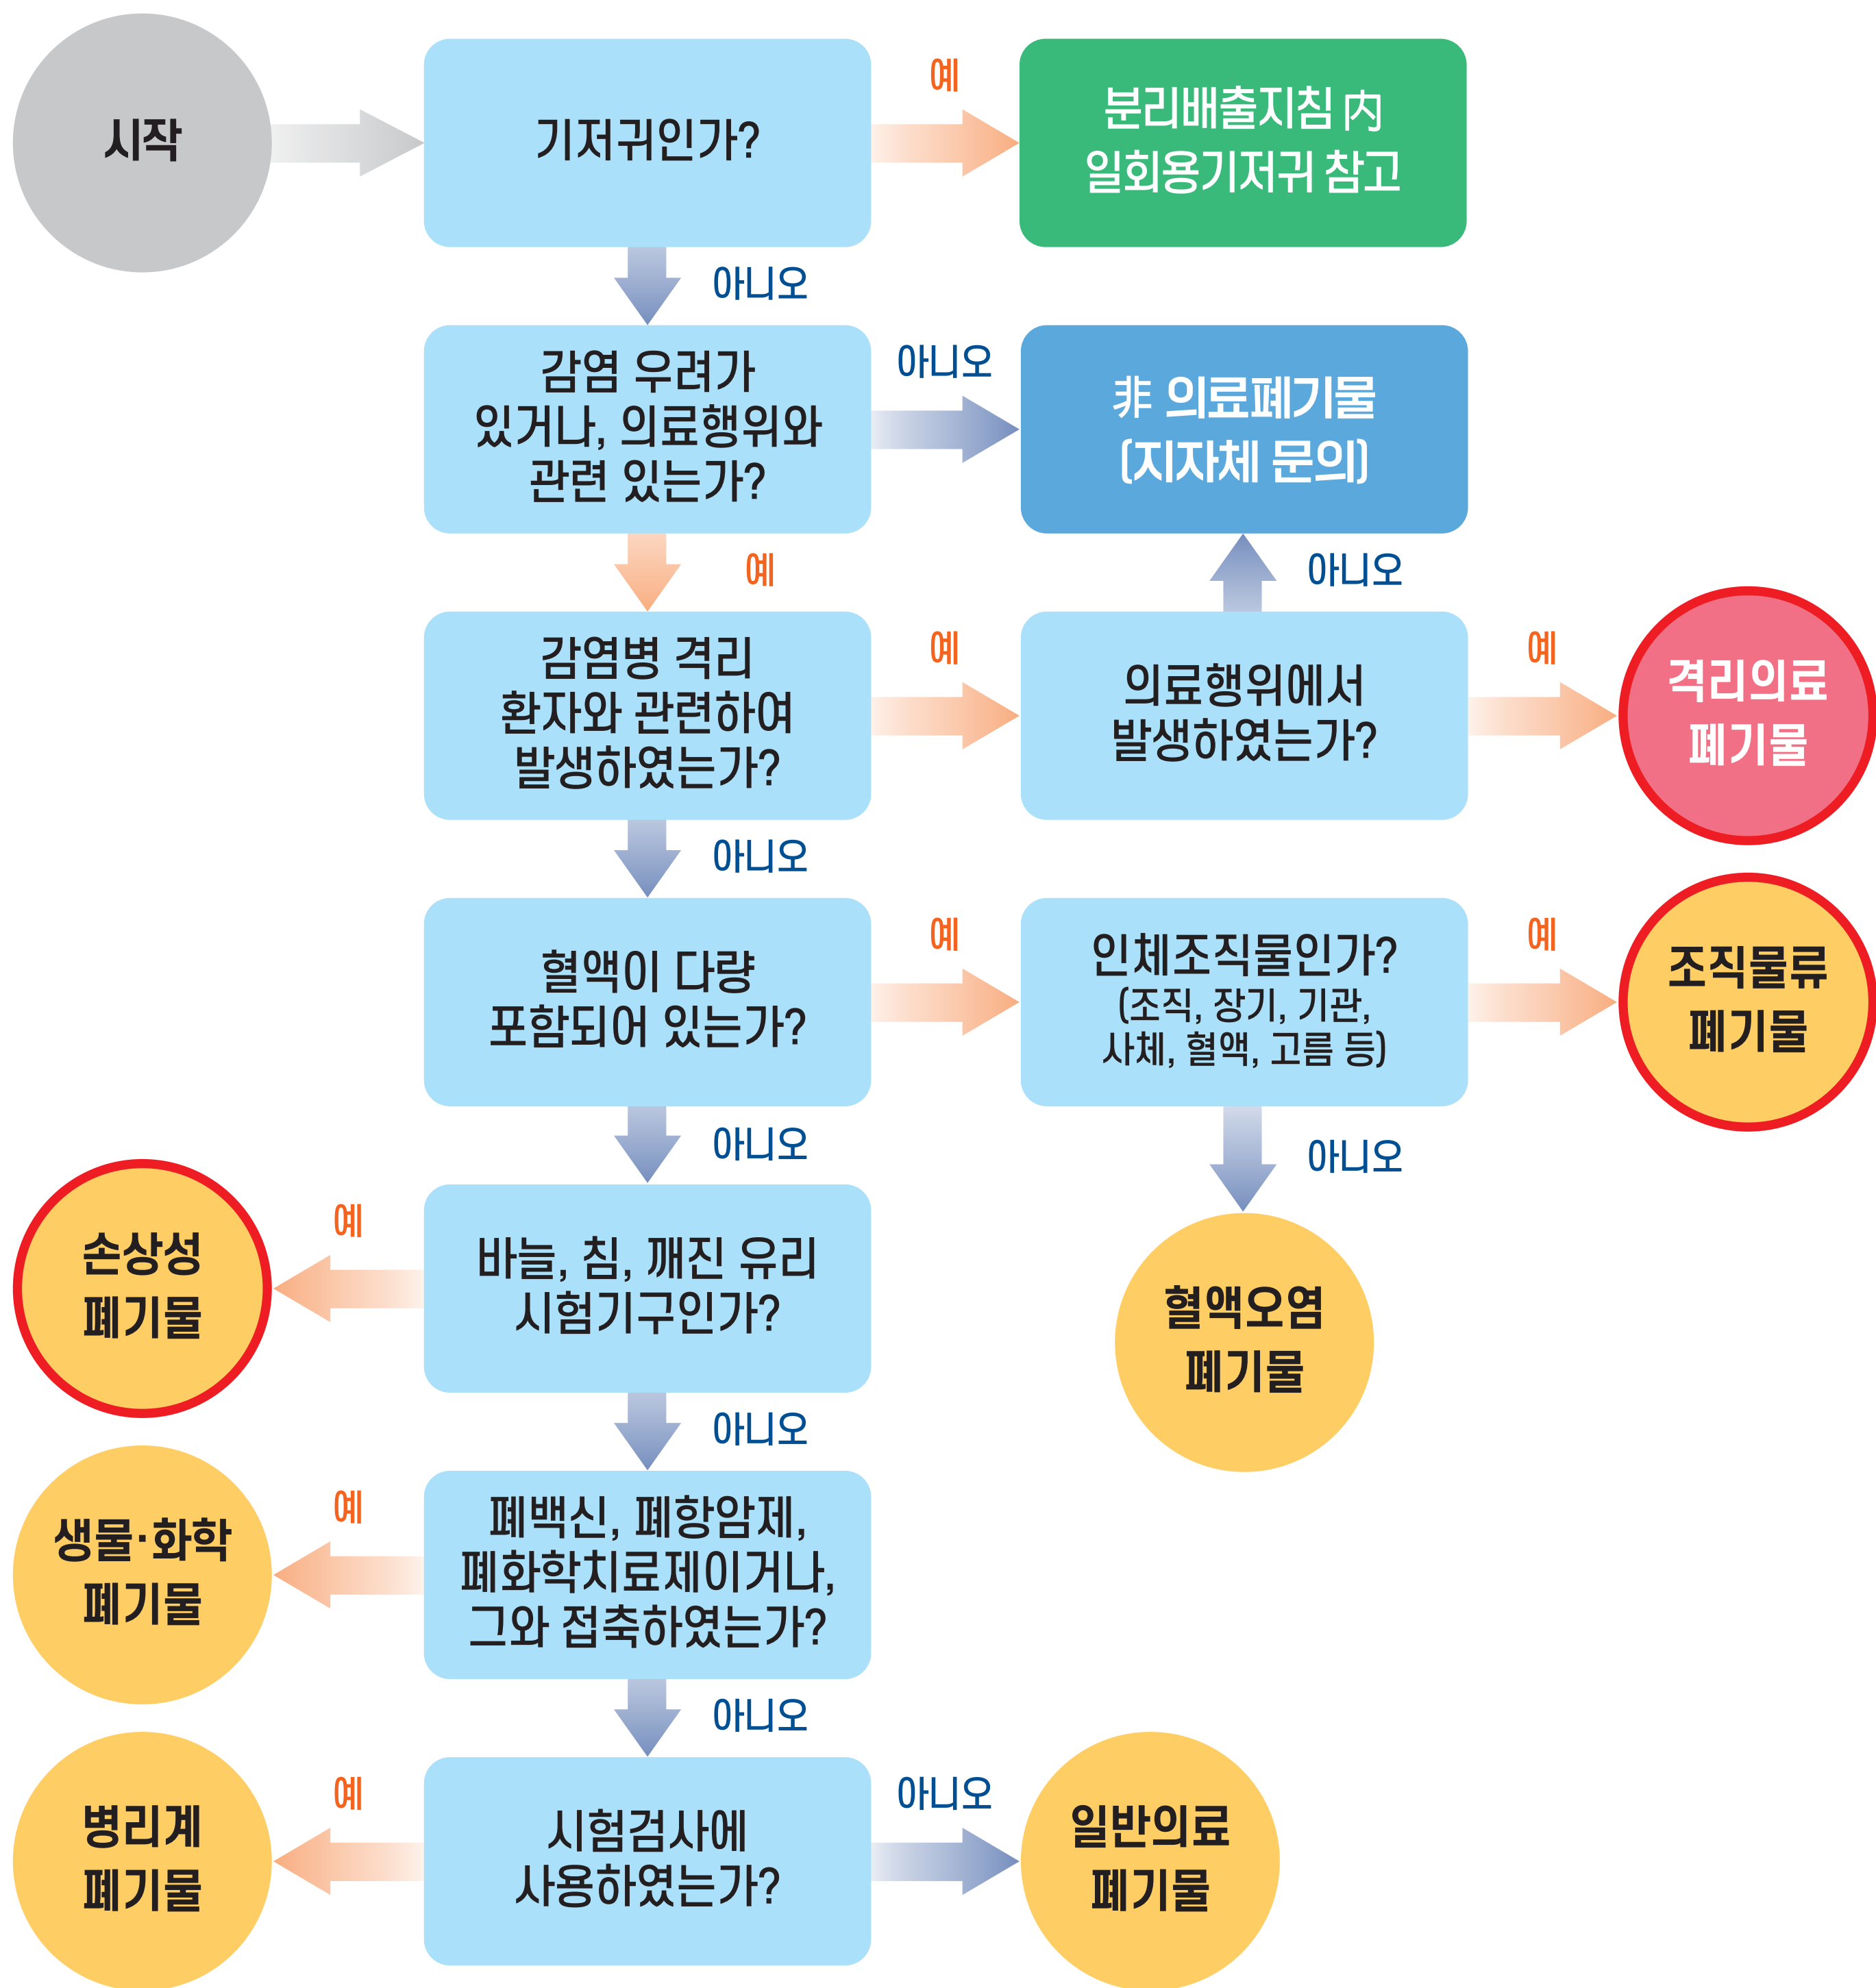 시작
기저귀인가?
예
분리배출지침 内
일회용기저귀 참고
아니오
감염 우려가
있거나, 의료행위와
관련 있는가?
아니오
非 의료폐기물
(지자체 문의)
예
아니오
감염병 격리
환자와 관련하여
발생하였는가?
예
의료행위에서
발생하였는가?
예
격리의료
폐기물
아니오
혈액이 다량
포함되어 있는가?
예
인체조직물인가?
(조직, 장기, 기관,
사체, 혈액, 고름 등)
예
조직물류
폐기물
아니오
아니오
손상성
폐기물
예
바늘, 침, 깨진 유리
시험기구인가?
혈액오염
폐기물
아니오
생물·화학
폐기물
예
폐백신, 폐항암제,
폐화학치료제이거나,
그와 접촉하였는가?
아니오
병리계
폐기물
예
시험검사에
사용하였는가?
아니오
일반의료
폐기물